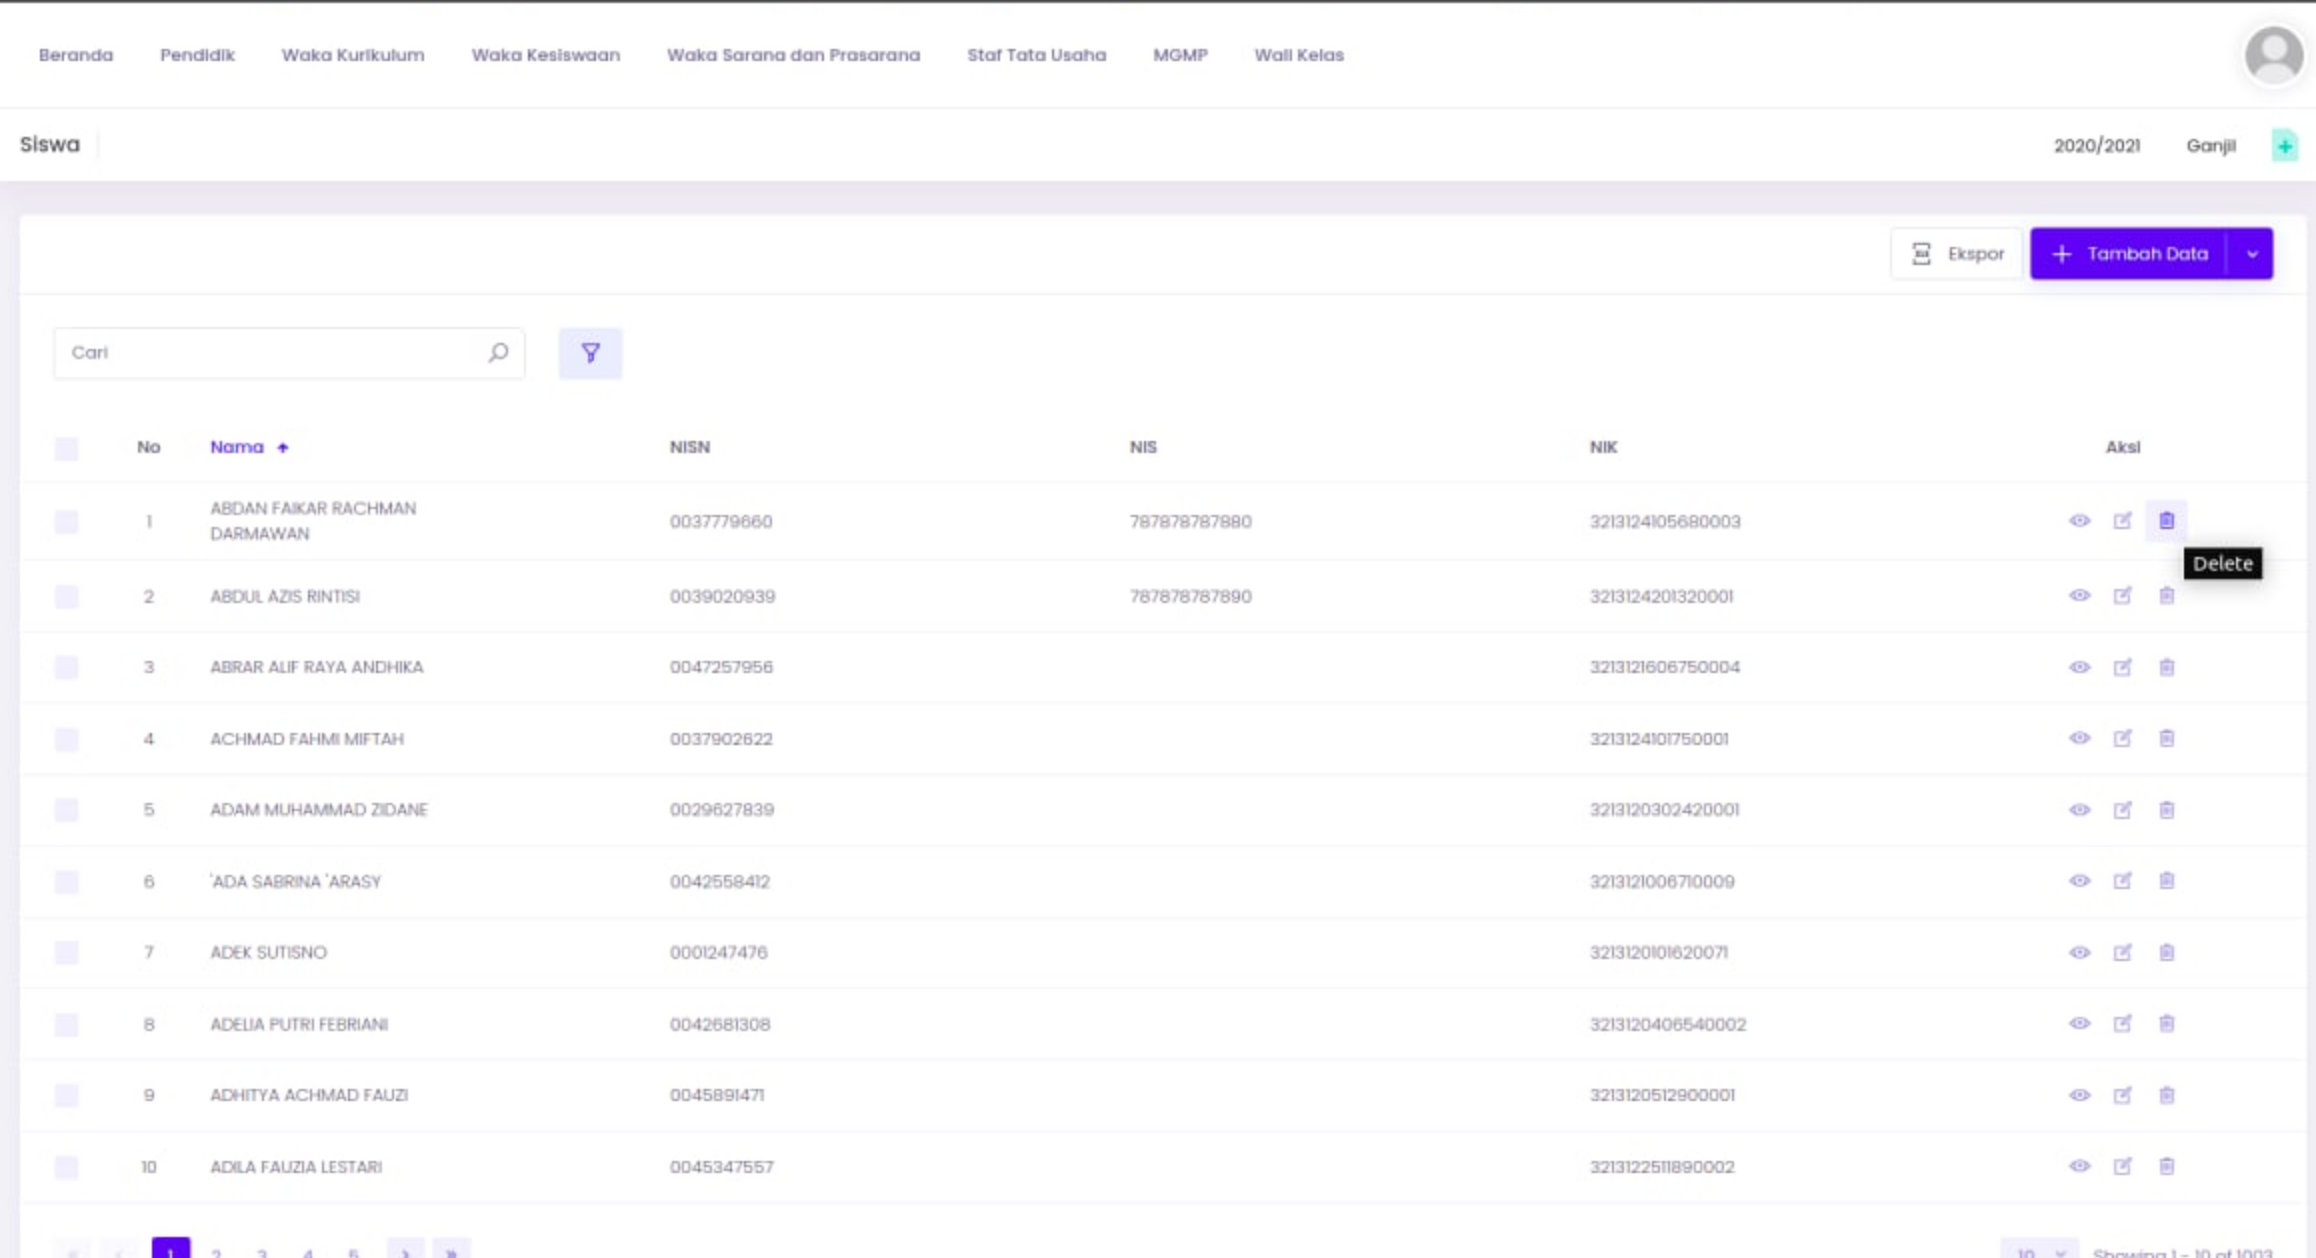 Beranda Pendidik Waka Kurikulum Waka Kesiswaan Waka Sarana dan Prasarana Staf Tata Usaha MGMP Wali Kelas
Siswa 2020/2021 Ganjil
Ekspor + Tambah Data
Cari
No Nama NISN NIS NIK Aksi
1 ABDAN FAIKAR RACHMAN DARMAWAN 0037779660 787878787880 3213124105680003
Delete
2 ABDUL AZIS RINTISI 0039020939 787878787890 3213124201320001
3 ABRAR ALIF RAYA ANDHIKA 0047257956 3213121606750004
4 ACHMAD FAHMI MIFTAH 0037902622 3213124101750001
5 ADAM MUHAMMAD ZIDANE 0029627839 3213120302420001
6 'ADA SABRINA 'ARASY 0042558412 3213121006710009
7 ADEK SUTISNO 0001247476 3213120101620071
8 ADELIA PUTRI FEBRIANI 0042681308 3213120406540002
9 ADHITYA ACHMAD FAUZI 0045891471 3213120512900001
10 ADILA FAUZIA LESTARI 0045347557 3213122511890002
« ‹ 1 2 3 4 5 › » 10 Showing 1 - 10 of 1003